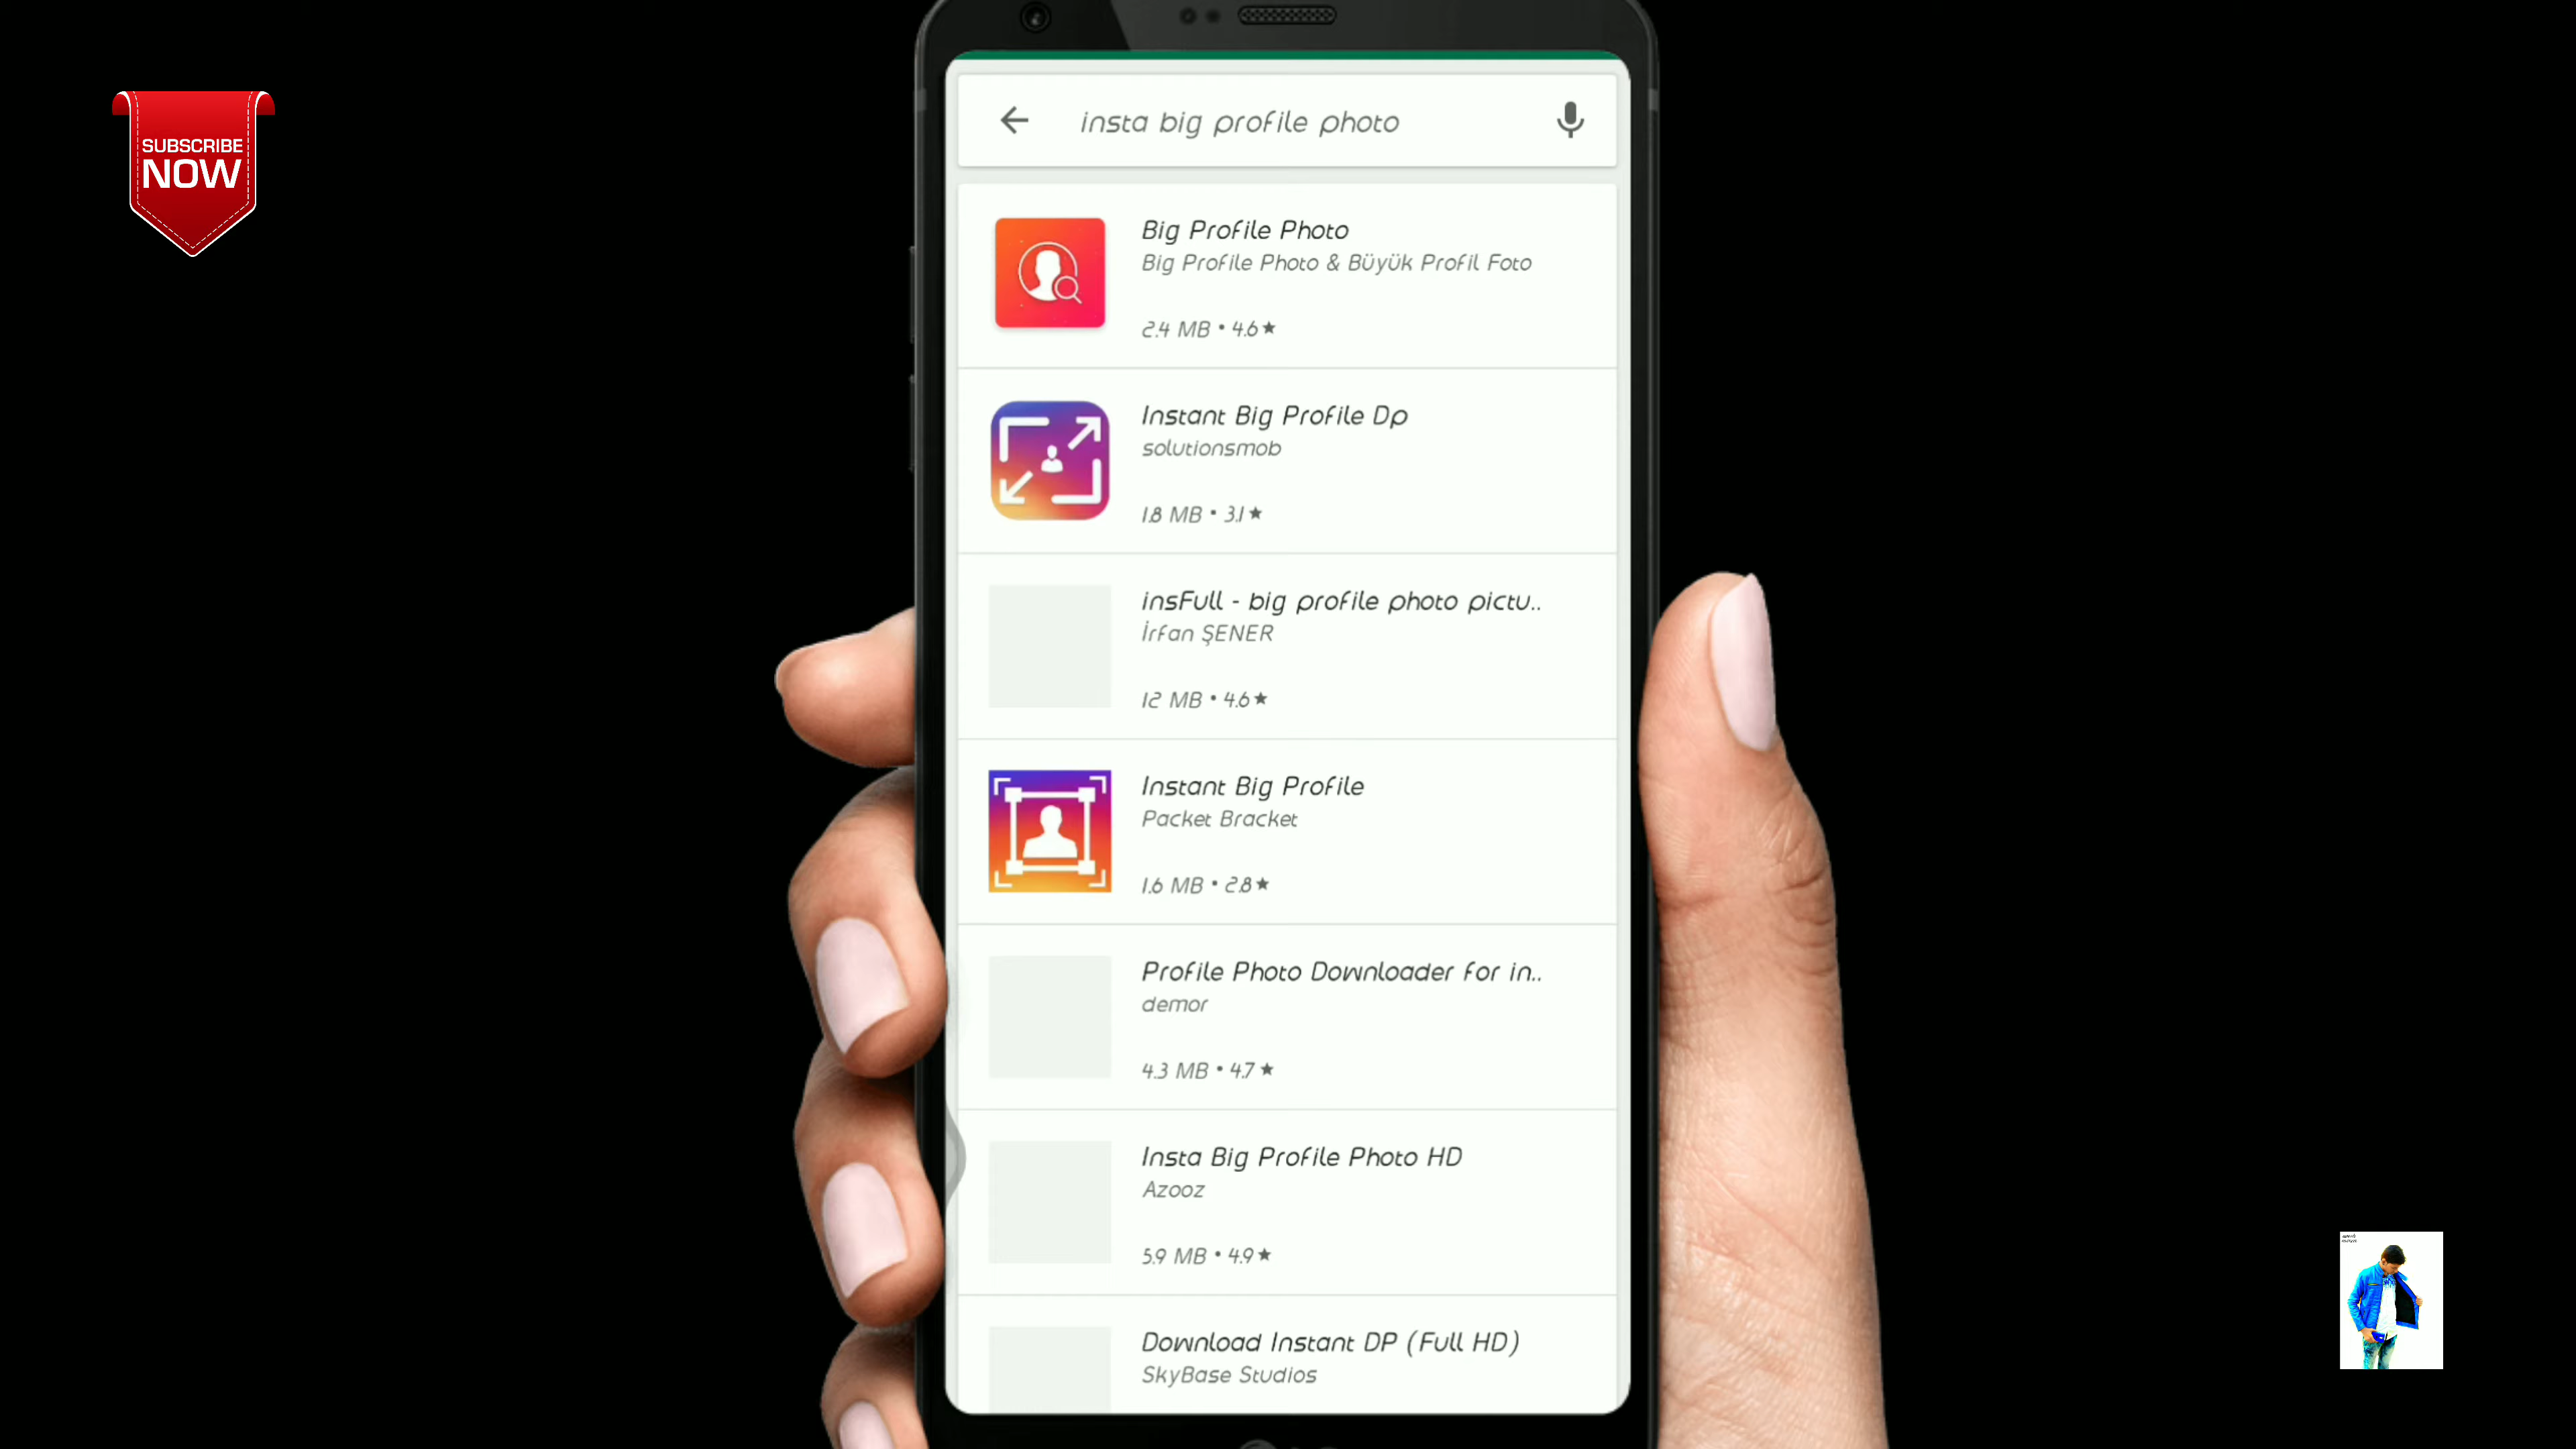 SUBSCRIBE
NOW
insta big profile photo
Big Profile Photo
Big Profile Photo & Büyük Profil Foto
2.4 MB • 4.6★
Instant Big Profile Dp
solutionsmob
1.8 MB • 3.1★
insFull - big profile photo pictu..
İrfan ŞENER
12 MB • 4.6★
Instant Big Profile
Packet Bracket
1.6 MB • 2.8★
Profile Photo Downloader for in..
demor
4.3 MB • 4.7★
Insta Big Profile Photo HD
Azooz
5.9 MB • 4.9★
Download Instant DP (Full HD)
SkyBase Studios